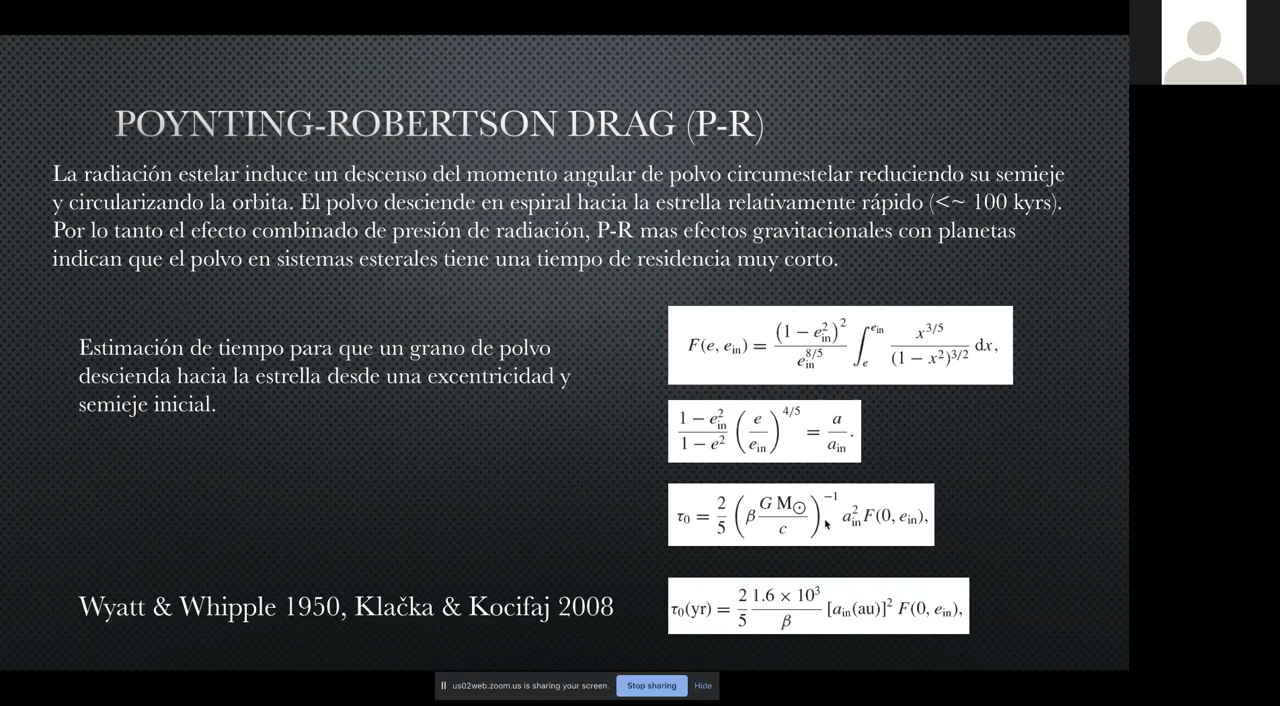 POYNTING-ROBERTSON DRAG (P-R)
La radiación estelar induce un descenso del momento angular de polvo circumestelar reduciendo su semieje
y circularizando la orbita. El polvo desciende en espiral hacia la estrella relativamente rápido (<~ 100 kyrs).
Por lo tanto el efecto combinado de presión de radiación, P-R mas efectos gravitacionales con planetas
indican que el polvo en sistemas esterales tiene una tiempo de residencia muy corto.
Estimación de tiempo para que un grano de polvo
descienda hacia la estrella desde una excentricidad y
semieje inicial.
F(e, e_in) = (1 − e_in^2)^2 / e_in^{8/5} ∫_e^{e_in} x^{3/5} / (1 − x^2)^{3/2} dx,
(1 − e_in^2) / (1 − e^2) (e / e_in)^{4/5} = a / a_in.
τ_0 = 2/5 (β G M_⊙ / c)^{−1} a_in^2 F(0, e_in),
τ_0(yr) = 2/5 1.6 × 10^3 / β [a_in(au)]^2 F(0, e_in),
Wyatt & Whipple 1950, Klačka & Kocifaj 2008
us02web.zoom.us is sharing your screen. Stop sharing Hide